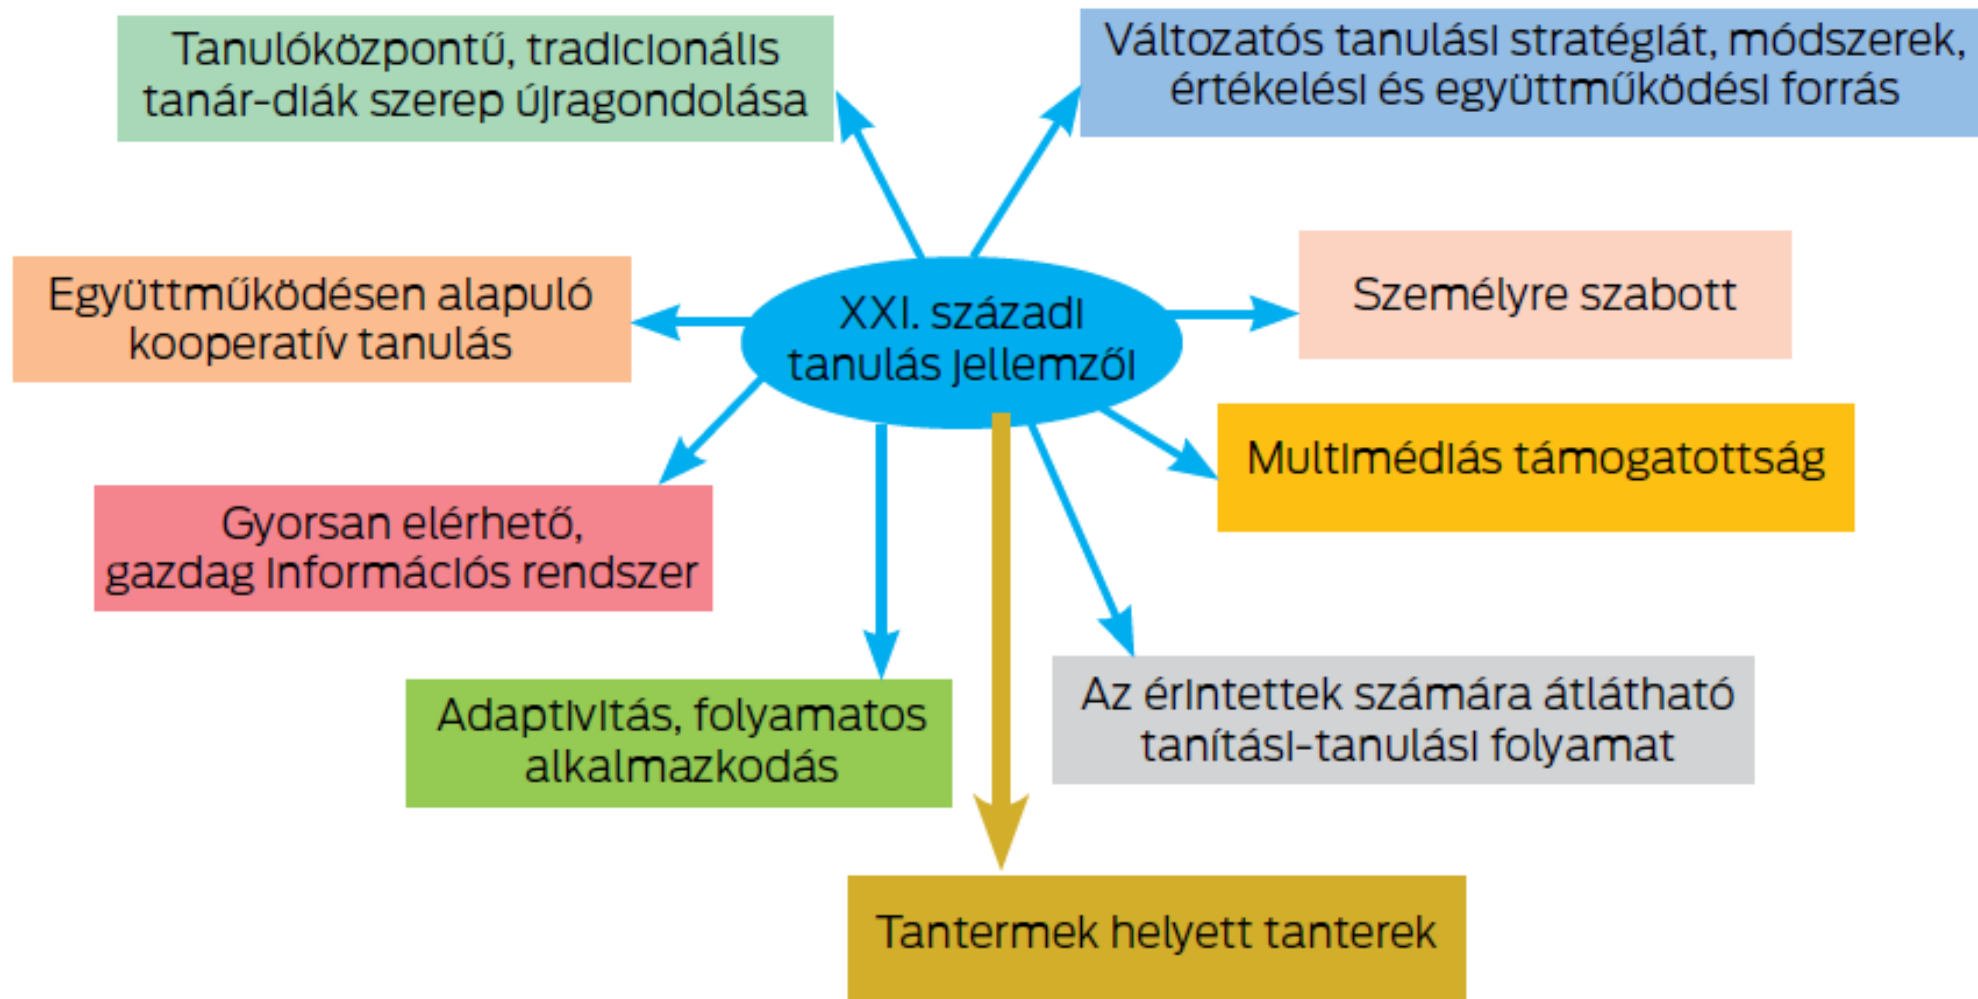 Tanulóközpontű, tradicionális
tanár-diák szerep újragondolása
Változatós tanulási stratégiát, módszerek,
értékelési és együttműködési forrás
Együttműködésen alapuló
kooperatív tanulás
XXI. századi
tanulás jellemzői
Személyre szabott
Multimédiás támogatottság
Gyorsan elérhető,
gazdag információs rendszer
Adaptivitás, folyamatos
alkalmazkodás
Az érintettek számára átlátható
tanítási-tanulási folyamat
Tantermek helyett tanterek